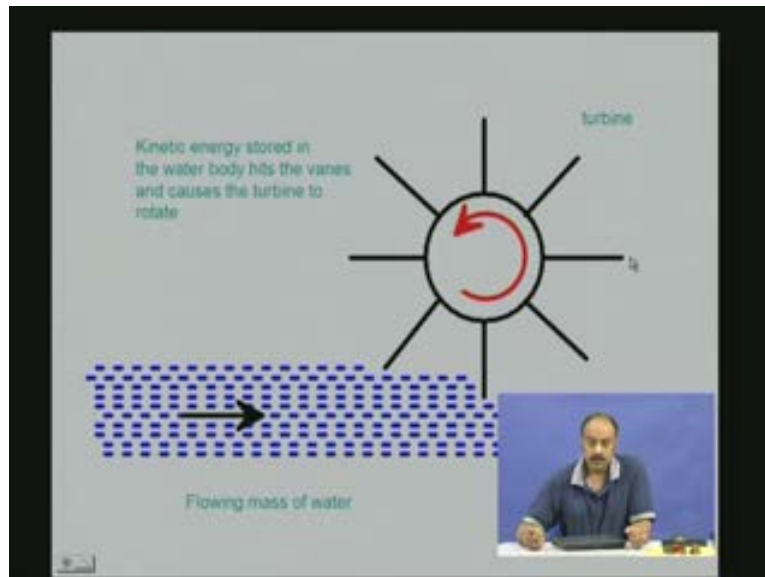 turbine
Kinetic energy stored in
the water body hits the vanes
and causes the turbine to
rotate
Flowing mass of water